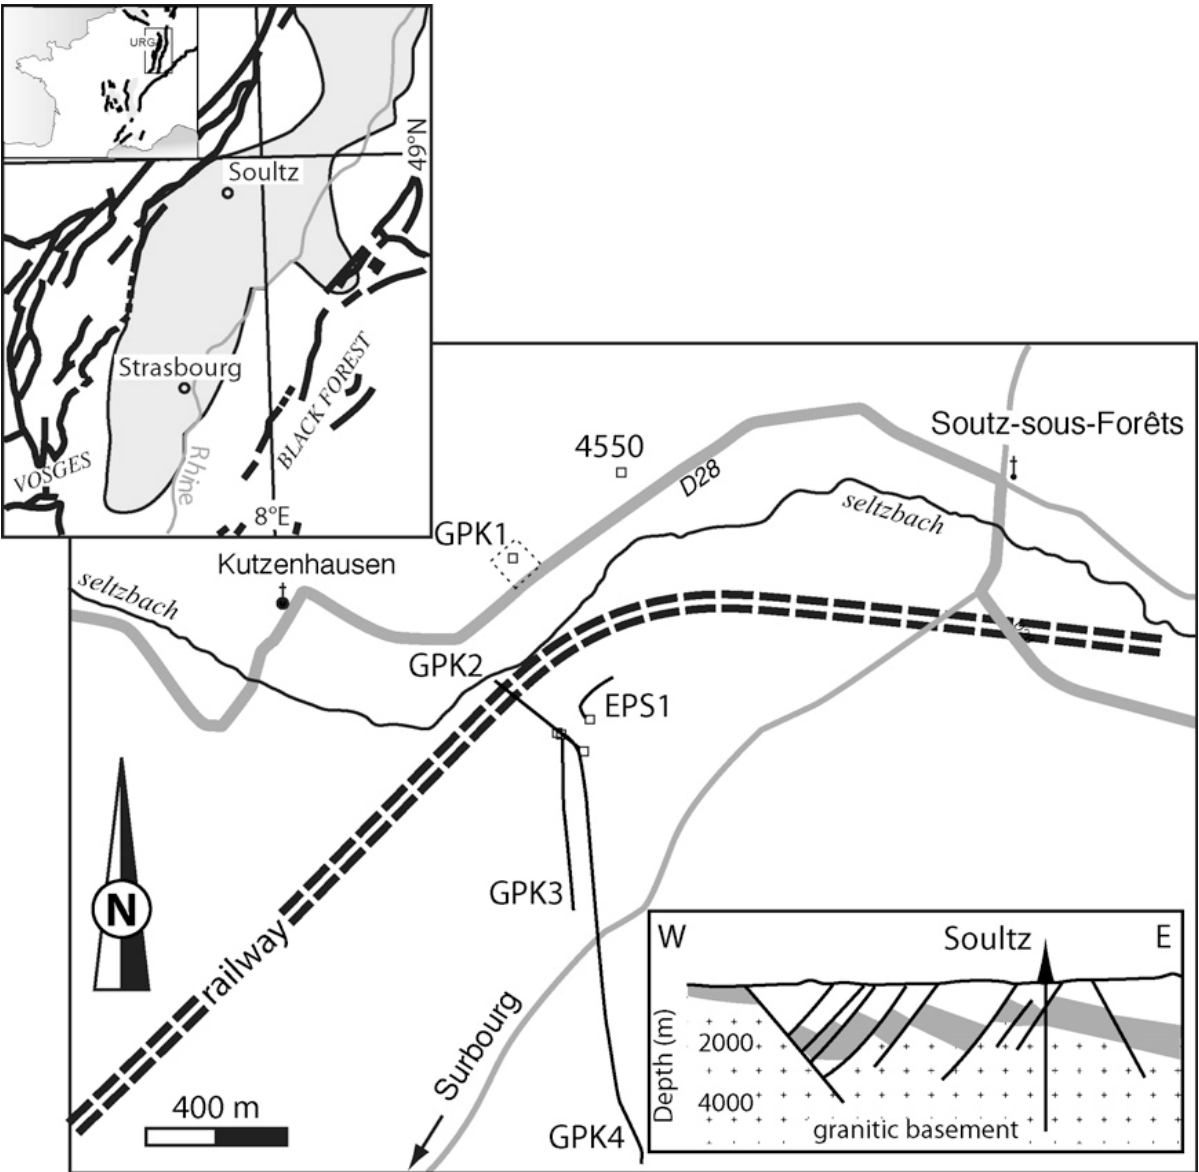 URG
49°N
Soultz
Strasbourg
BLACK FOREST
VOSGES
Rhine
8°E
Soutz-sous-Forêts
4550
D28
seltzbach
GPK1
Kutzenhausen
seltzbach
GPK2
EPS1
GPK3
N
railway
W
Soultz
E
Depth (m)
2000
4000
granitic basement
Surbourg
400 m
GPK4